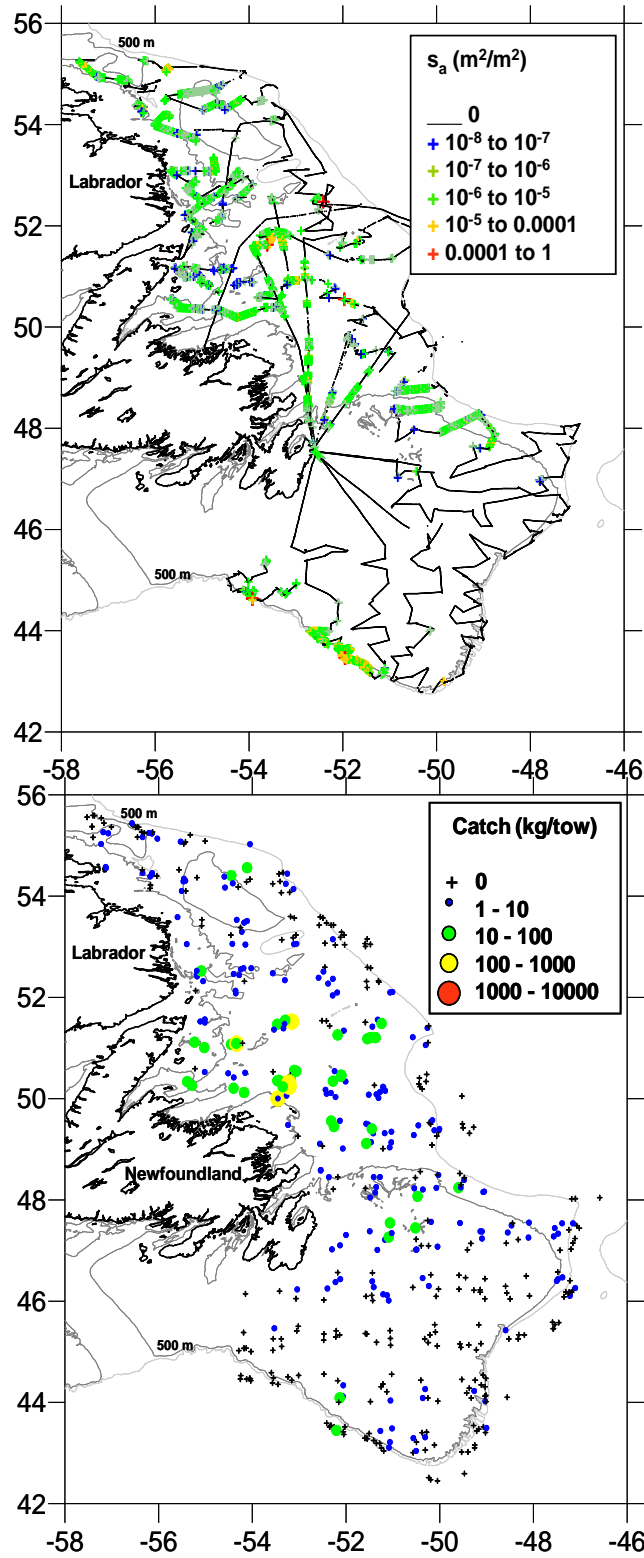 56
54
52
50
48
46
44
42
500 m
Labrador
500 m
sa (m2/m2)
0
10-8 to 10-7
10-7 to 10-6
10-6 to 10-5
10-5 to 0.0001
0.0001 to 1
-58 -56 -54 -52 -50 -48 -46
56
54
52
50
48
46
44
42
500 m
Labrador
Newfoundland
500 m
Catch (kg/tow)
0
1 - 10
10 - 100
100 - 1000
1000 - 10000
-58 -56 -54 -52 -50 -48 -46